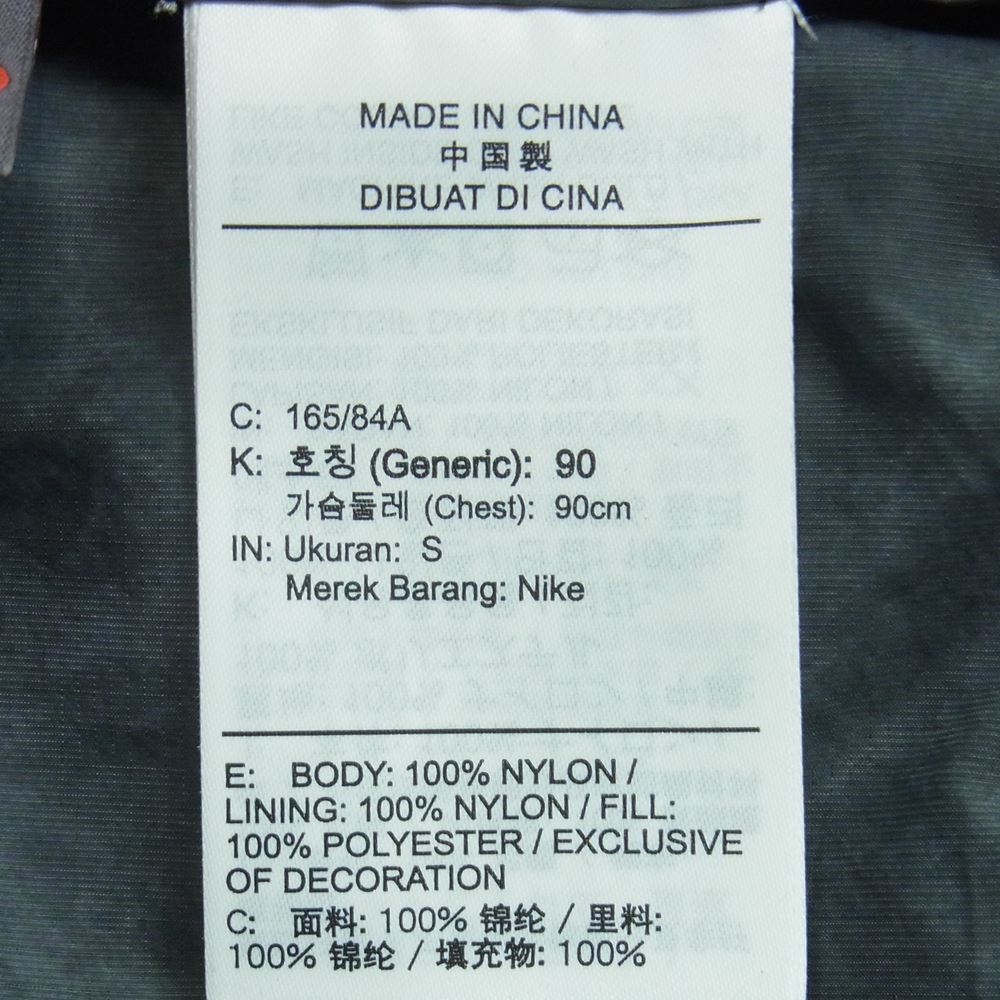 MADE IN CHINA
中国製
DIBUAT DI CINA
C: 165/84A
K: 호칭 (Generic): 90
가슴둘레 (Chest): 90cm
IN: Ukuran: S
Merek Barang: Nike
E: BODY: 100% NYLON /
LINING: 100% NYLON / FILL:
100% POLYESTER / EXCLUSIVE
OF DECORATION
C: 面料: 100% 锦纶 / 里料:
100% 锦纶 / 填充物: 100%